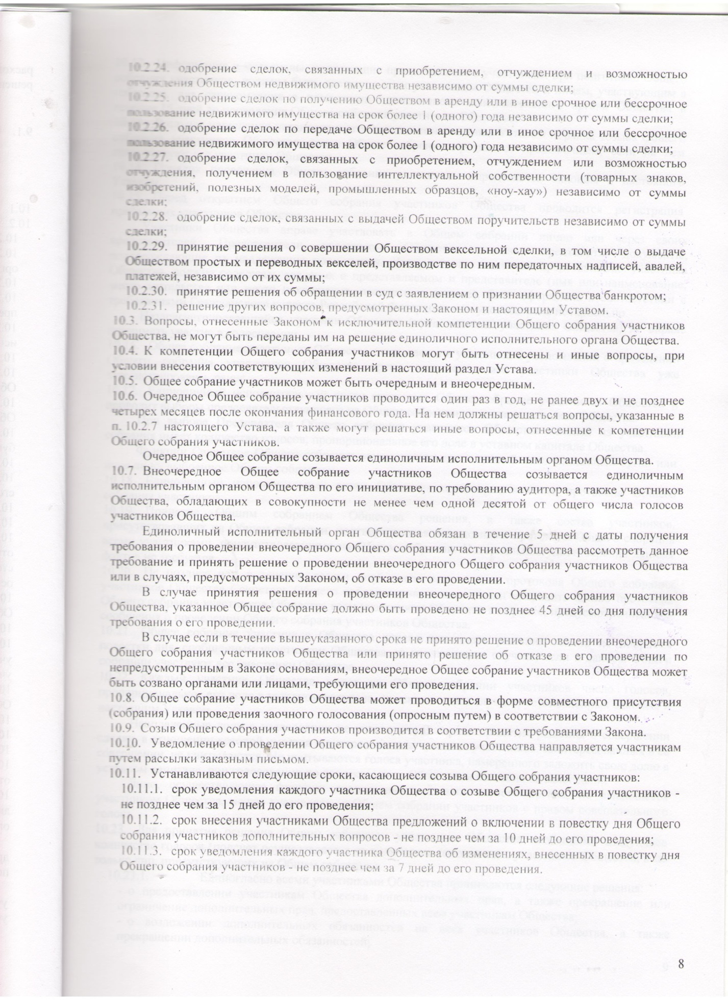 10.2.24. одобрение сделок, связанных с приобретением, отчуждением и возможностью
отчуждения Обществом недвижимого имущества независимо от суммы сделки;
10.2.25. одобрение сделок по получению Обществом в аренду или в иное срочное или бессрочное
пользование недвижимого имущества на срок более 1 (одного) года независимо от суммы сделки;
10.2.26. одобрение сделок по передаче Обществом в аренду или в иное срочное или бессрочное
пользование недвижимого имущества на срок более 1 (одного) года независимо от суммы сделки;
10.2.27. одобрение сделок, связанных с приобретением, отчуждением или возможностью
отчуждения, получением в пользование интеллектуальной собственности (товарных знаков,
изобретений, полезных моделей, промышленных образцов, «ноу-хау») независимо от суммы
сделки;
10.2.28. одобрение сделок, связанных с выдачей Обществом поручительств независимо от суммы
сделки;
10.2.29. принятие решения о совершении Обществом вексельной сделки, в том числе о выдаче
Обществом простых и переводных векселей, производстве по ним передаточных надписей, авалей,
платежей, независимо от их суммы;
10.2.30. принятие решения об обращении в суд с заявлением о признании Общества банкротом;
10.2.31. решение других вопросов, предусмотренных Законом и настоящим Уставом.
10.3. Вопросы, отнесенные Законом к исключительной компетенции Общего собрания участников
Общества, не могут быть переданы им на решение единоличного исполнительного органа Общества.
10.4. К компетенции Общего собрания участников могут быть отнесены и иные вопросы, при
условии внесения соответствующих изменений в настоящий раздел Устава.
10.5. Общее собрание участников может быть очередным и внеочередным.
10.6. Очередное Общее собрание участников проводится один раз в год, не ранее двух и не позднее
четырех месяцев после окончания финансового года. На нем должны решаться вопросы, указанные в
п. 10.2.7 настоящего Устава, а также могут решаться иные вопросы, отнесенные к компетенции
Общего собрания участников.
Очередное Общее собрание созывается единоличным исполнительным органом Общества.
10.7. Внеочередное Общее собрание участников Общества созывается единоличным
исполнительным органом Общества по его инициативе, по требованию аудитора, а также участников
Общества, обладающих в совокупности не менее чем одной десятой от общего числа голосов
участников Общества.
Единоличный исполнительный орган Общества обязан в течение 5 дней с даты получения
требования о проведении внеочередного Общего собрания участников Общества рассмотреть данное
требование и принять решение о проведении внеочередного Общего собрания участников Общества
или в случаях, предусмотренных Законом, об отказе в его проведении.
В случае принятия решения о проведении внеочередного Общего собрания участников
Общества, указанное Общее собрание должно быть проведено не позднее 45 дней со дня получения
требования о его проведении.
В случае если в течение вышеуказанного срока не принято решение о проведении внеочередного
Общего собрания участников Общества или принято решение об отказе в его проведении по
непредусмотренным в Законе основаниям, внеочередное Общее собрание участников Общества может
быть созвано органами или лицами, требующими его проведения.
10.8. Общее собрание участников Общества может проводиться в форме совместного присутствия
(собрания) или проведения заочного голосования (опросным путем) в соответствии с Законом.
10.9. Созыв Общего собрания участников производится в соответствии с требованиями Закона.
10.10. Уведомление о проведении Общего собрания участников Общества направляется участникам
путем рассылки заказным письмом.
10.11. Устанавливаются следующие сроки, касающиеся созыва Общего собрания участников:
10.11.1. срок уведомления каждого участника Общества о созыве Общего собрания участников -
не позднее чем за 15 дней до его проведения;
10.11.2. срок внесения участниками Общества предложений о включении в повестку дня Общего
собрания участников дополнительных вопросов - не позднее чем за 10 дней до его проведения;
10.11.3. срок уведомления каждого участника Общества об изменениях, внесенных в повестку дня
Общего собрания участников - не позднее чем за 7 дней до его проведения.
8